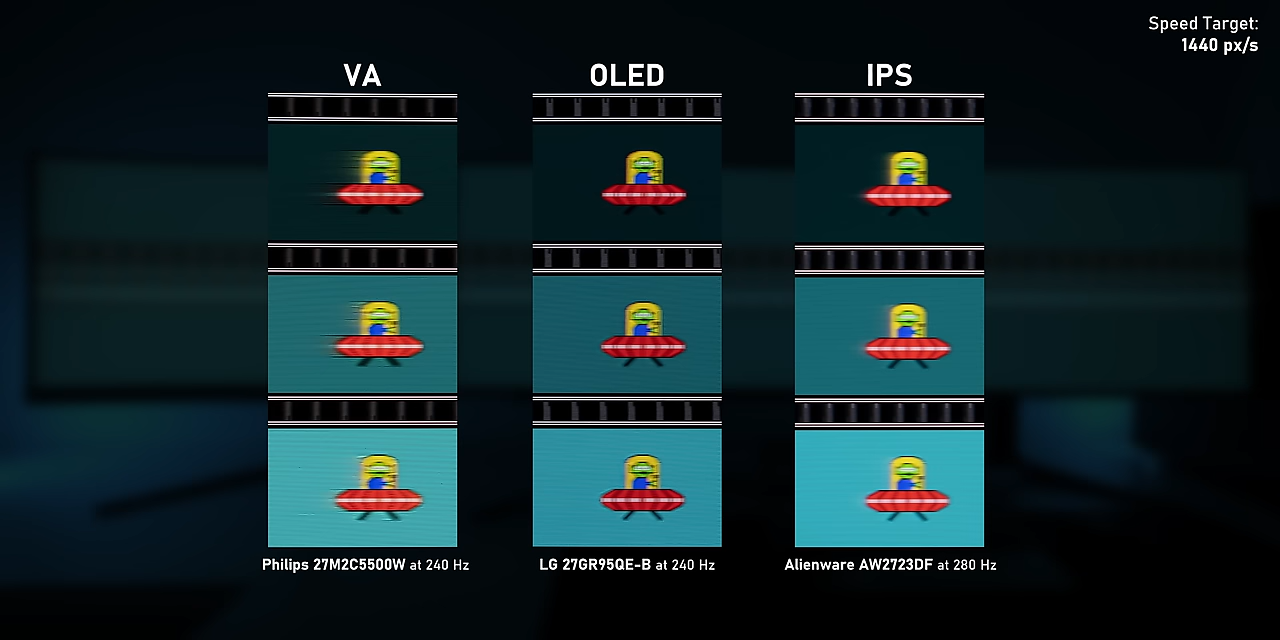 Speed Target:
1440 px/s
VA
OLED
IPS
Philips 27M2C5500W at 240 Hz
LG 27GR95QE-B at 240 Hz
Alienware AW2723DF at 280 Hz